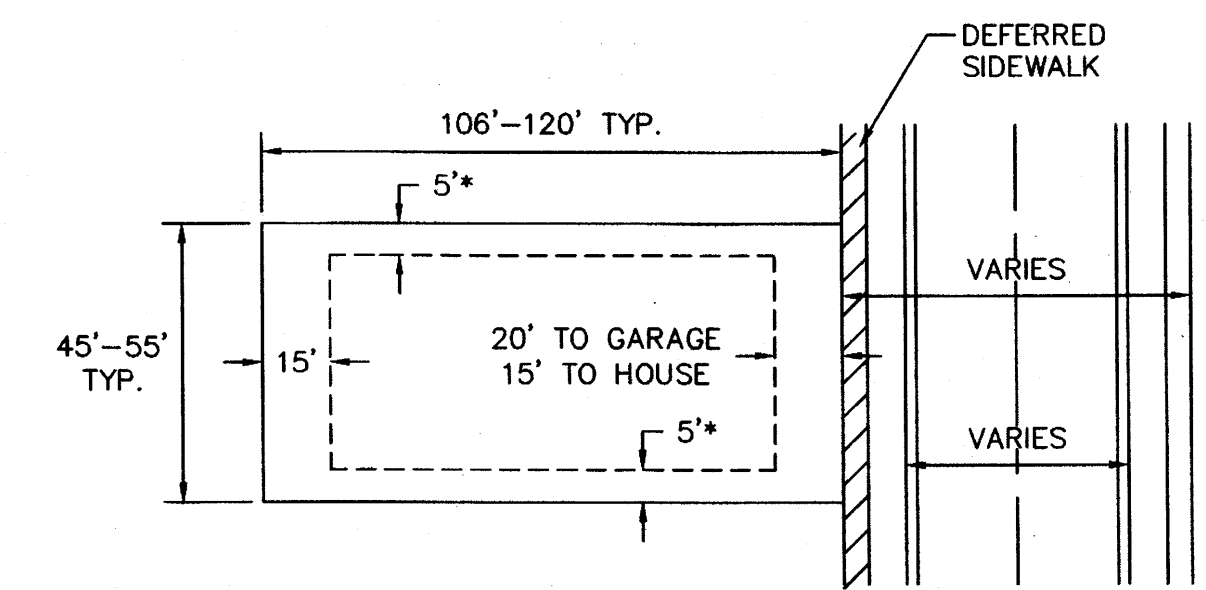 DEFERRED
SIDEWALK
106'-120' TYP.
5'*
VARIES
45'-55'
TYP.
15'
20' TO GARAGE
15' TO HOUSE
5'*
VARIES